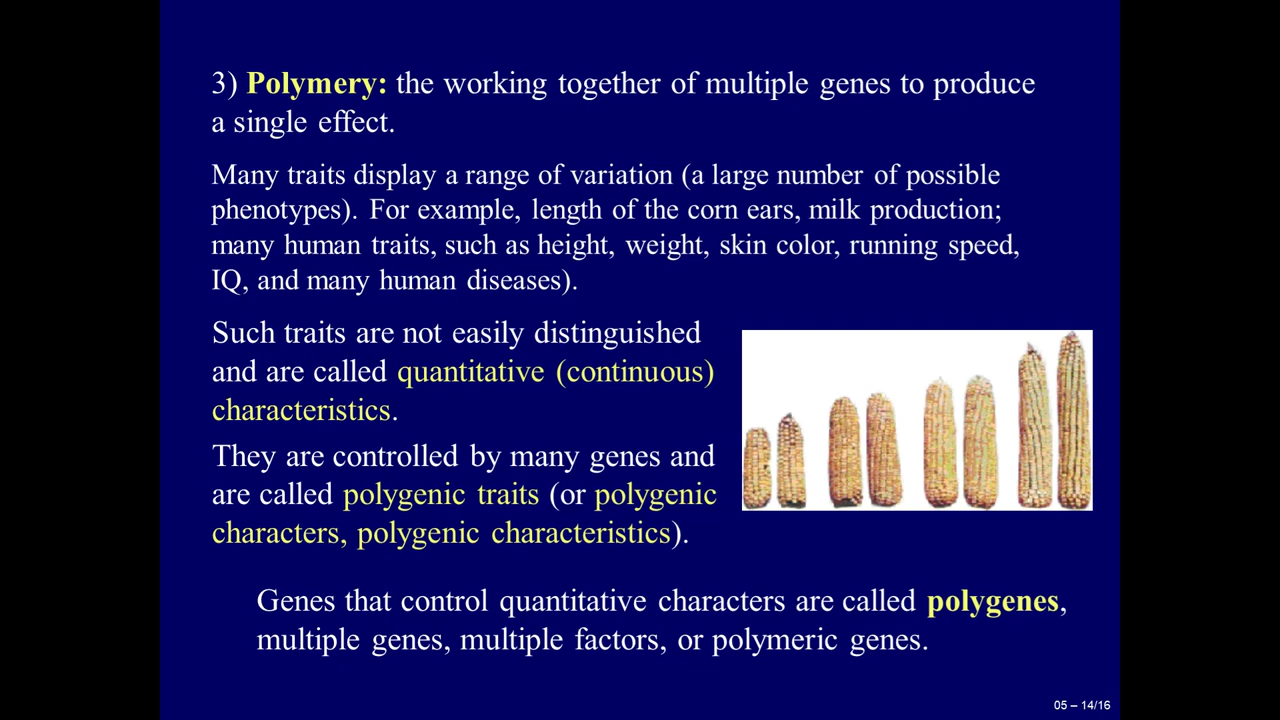 3) Polymery: the working together of multiple genes to produce
a single effect.
Many traits display a range of variation (a large number of possible
phenotypes). For example, length of the corn ears, milk production;
many human traits, such as height, weight, skin color, running speed,
IQ, and many human diseases).
Such traits are not easily distinguished
and are called quantitative (continuous)
characteristics.
They are controlled by many genes and
are called polygenic traits (or polygenic
characters, polygenic characteristics).
Genes that control quantitative characters are called polygenes,
multiple genes, multiple factors, or polymeric genes.
05 – 14/16